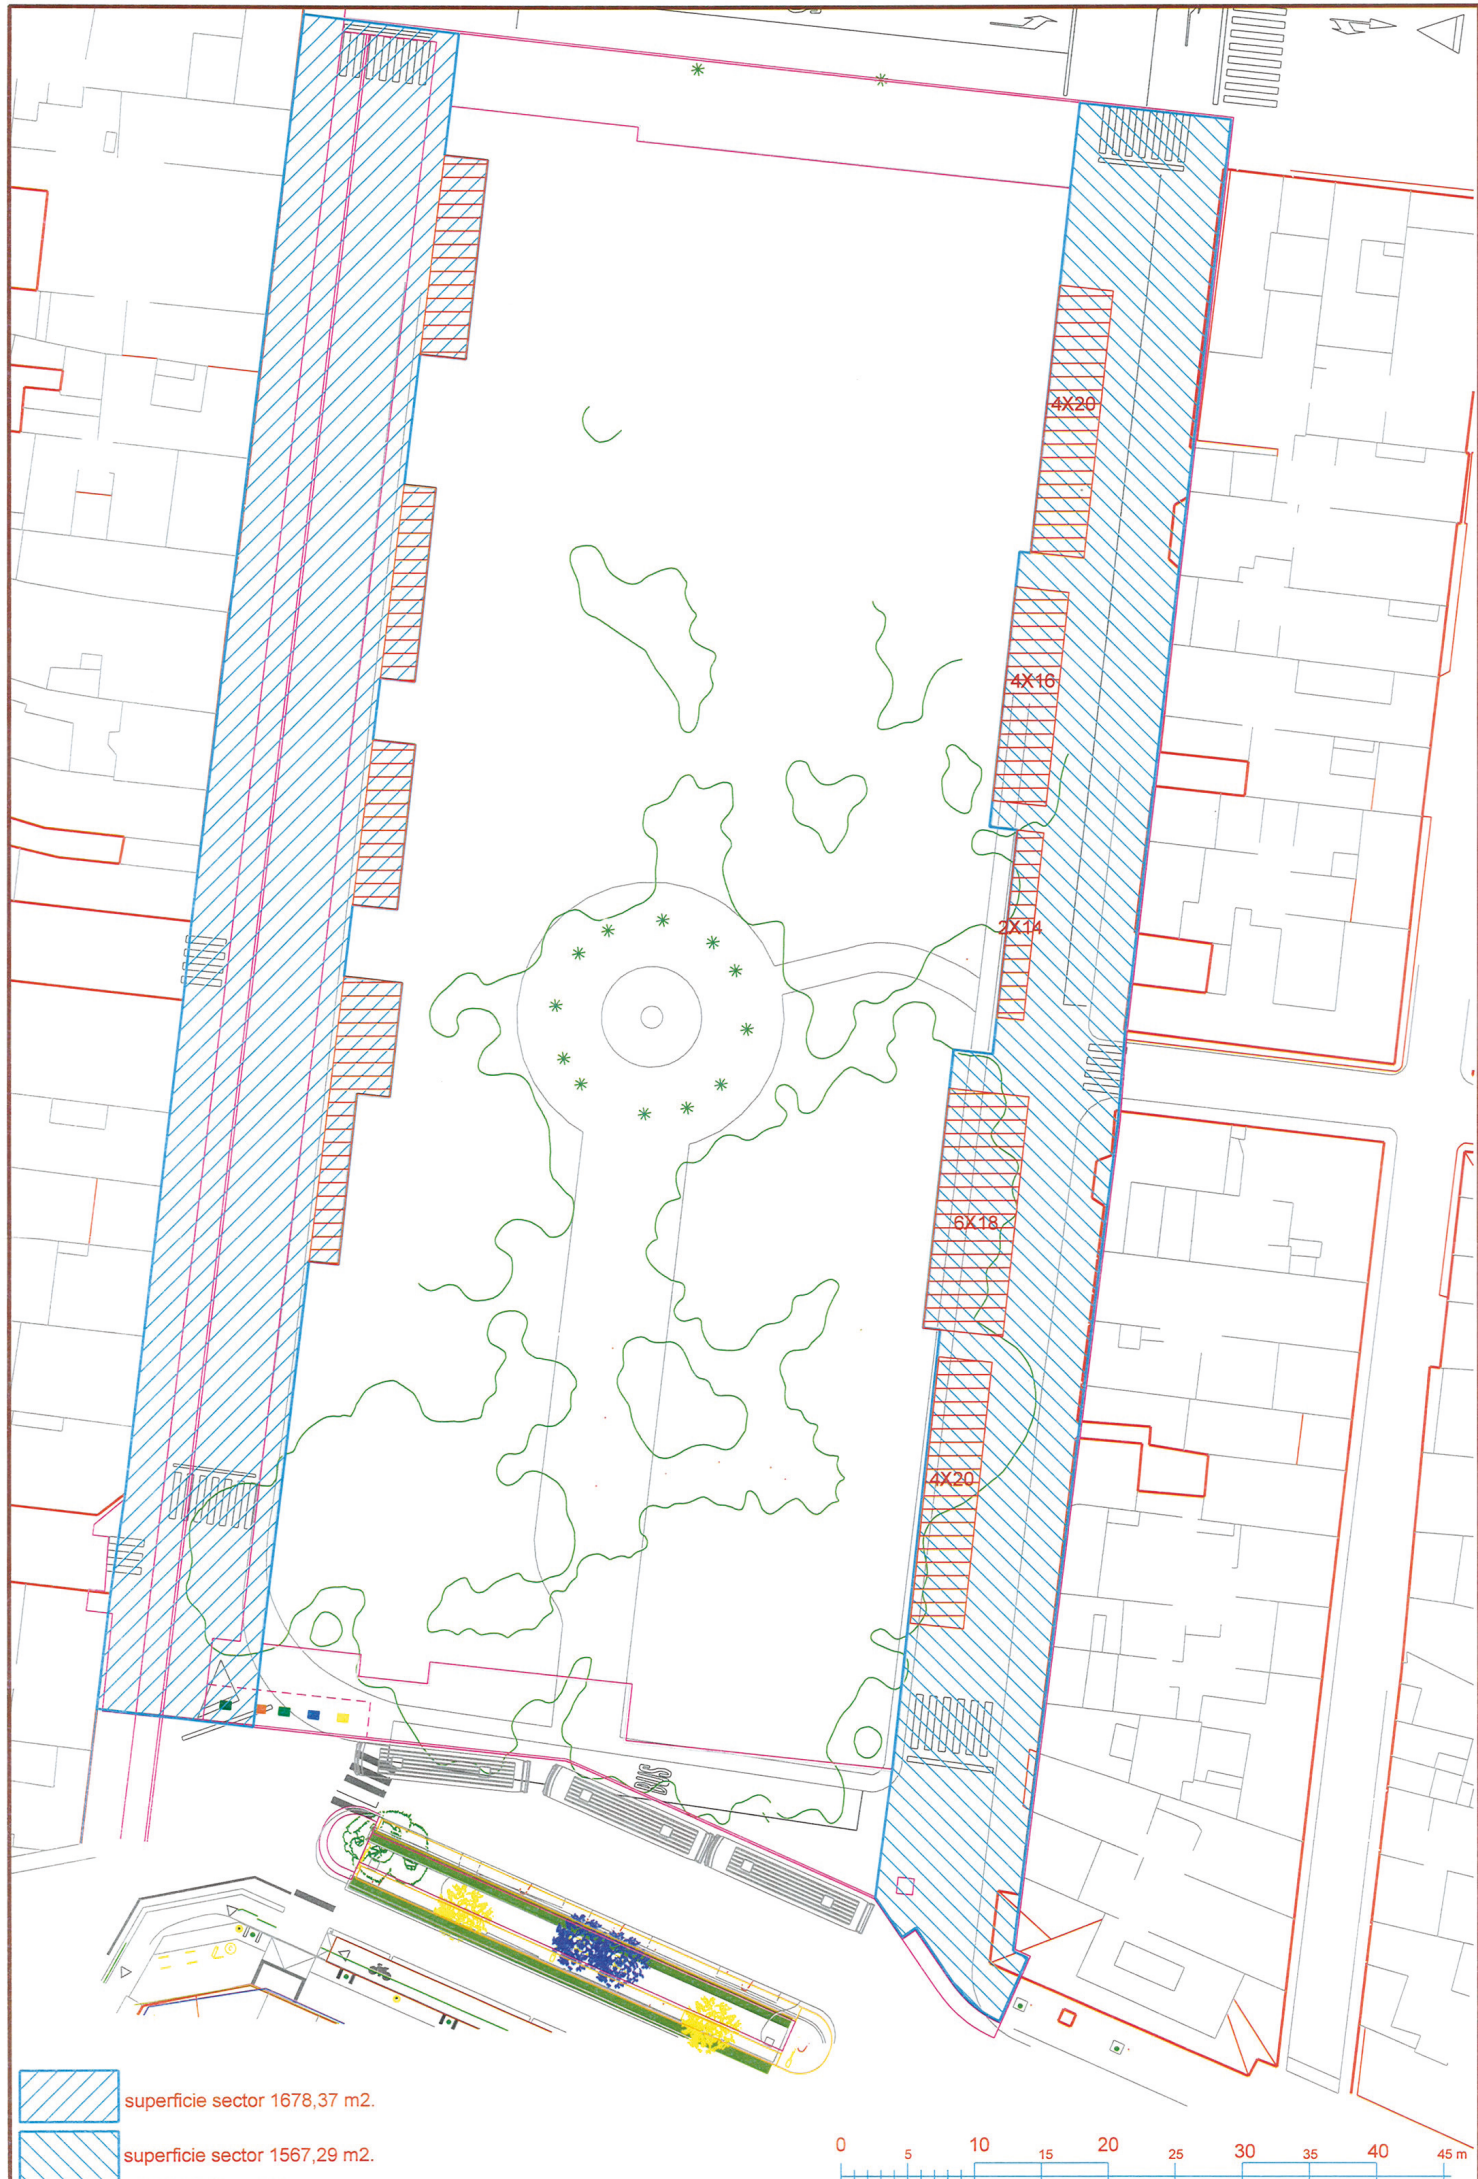 4X20
4X16
2X14
6X18
4X20
BUS
superficie sector 1678,37 m2.
superficie sector 1567,29 m2.
0 5 10 15 20 25 30 35 40 45 m